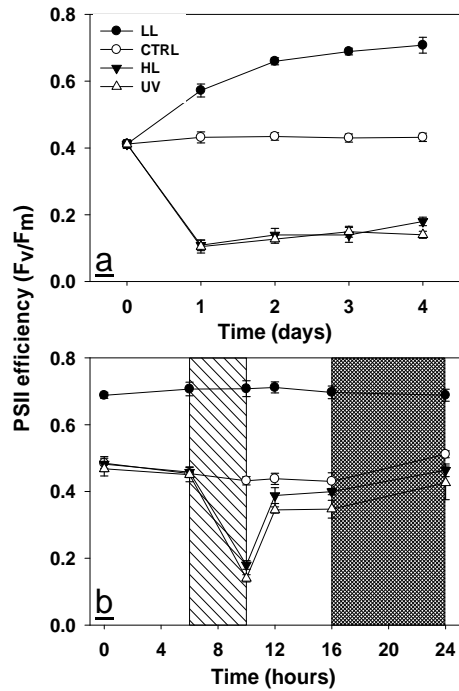 0.8
LL
CTRL
HL
UV
0.6
0.4
0.2
0.0
a
0 1 2 3 4
Time (days)
PSII efficiency (Fv/Fm)
0.8
0.6
0.4
0.2
0.0
b
0 4 8 12 16 20 24
Time (hours)